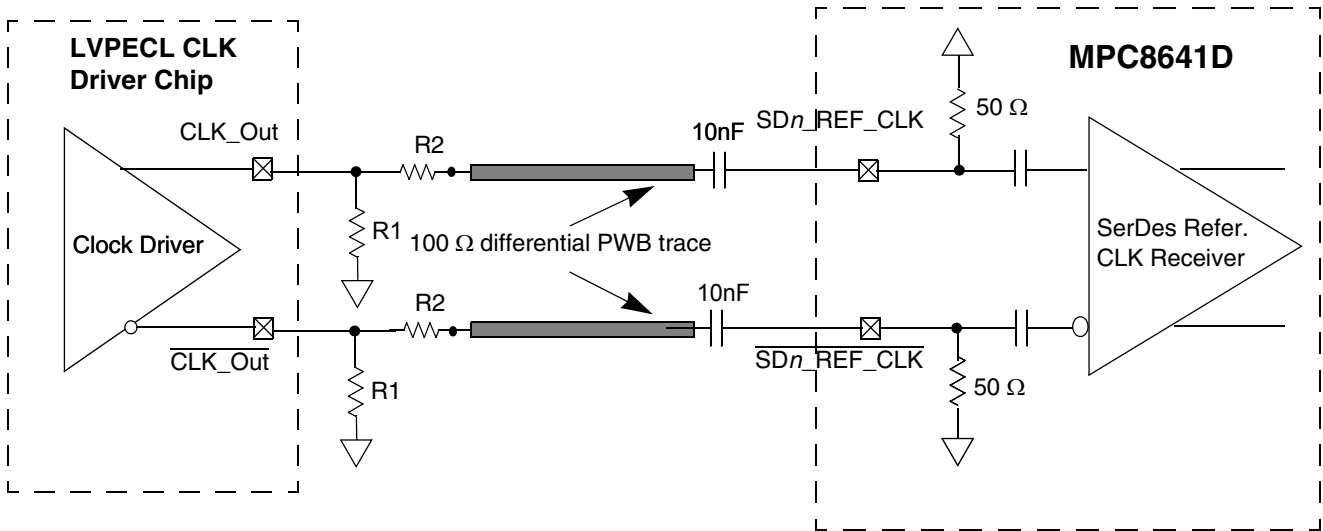 LVPECL CLK
Driver Chip
MPC8641D
CLK_Out
R2
10nF
SDn_REF_CLK
50 Ω
R1
Clock Driver
100 Ω differential PWB trace
SerDes Refer.
CLK Receiver
R2
10nF
CLK_Out
SDn_REF_CLK
R1
50 Ω